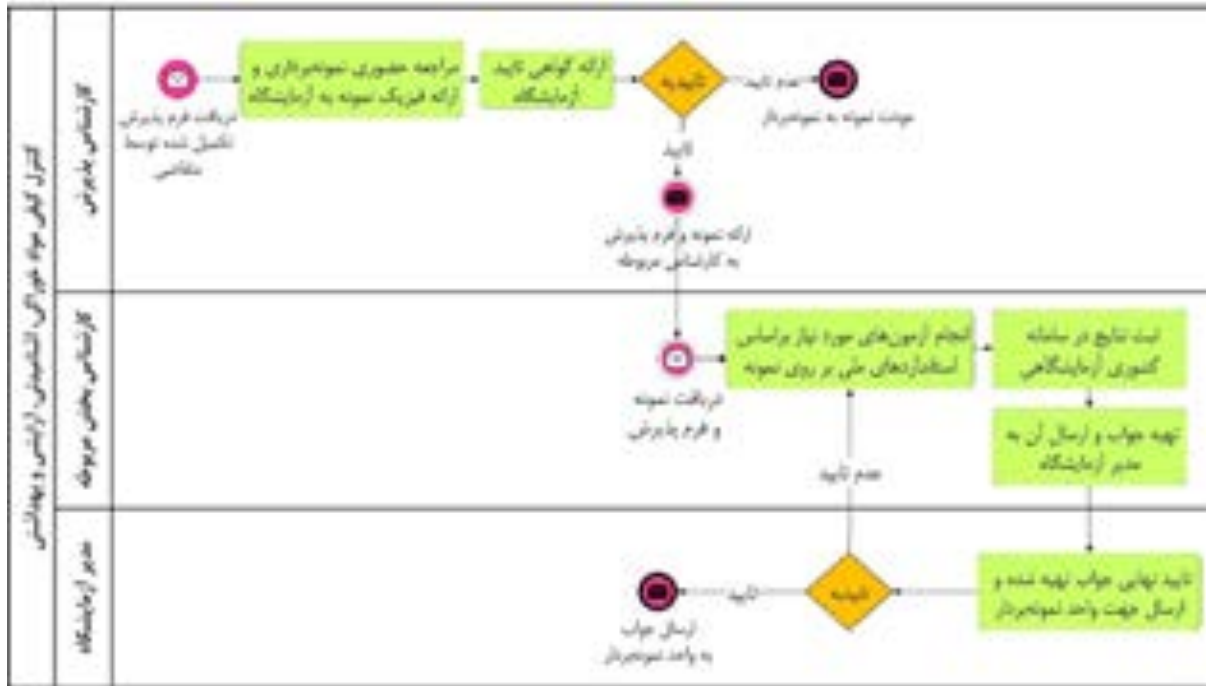 کنترل کیفی مواد خوراکی، آشامیدنی، آرایشی و بهداشتی
کارشناس پذیرش
دریافت فرم پذیرش
تکمیل شده توسط
متقاضی
مراجعه حضوری نمونه‌برداری و
ارائه فیزیک نمونه به آزمایشگاه
ارائه گواهی تایید
آزمایشگاه
تاییدیه
عدم تایید
عودت نمونه به نمونه‌بردار
تایید
ارائه نمونه و فرم پذیرش
به کارشناس مربوطه
کارشناس بخش مربوطه
دریافت نمونه
و فرم پذیرش
انجام آزمون‌های مورد نیاز براساس
استانداردهای ملی بر روی نمونه
ثبت نتایج در سامانه
کشوری آزمایشگاهی
تهیه جواب و ارسال آن به
مدیر آزمایشگاه
عدم تایید
مدیر آزمایشگاه
تایید نهایی جواب تهیه شده و
ارسال جهت واحد نمونه‌بردار
تاییدیه
تایید
ارسال جواب
به واحد نمونه‌بردار